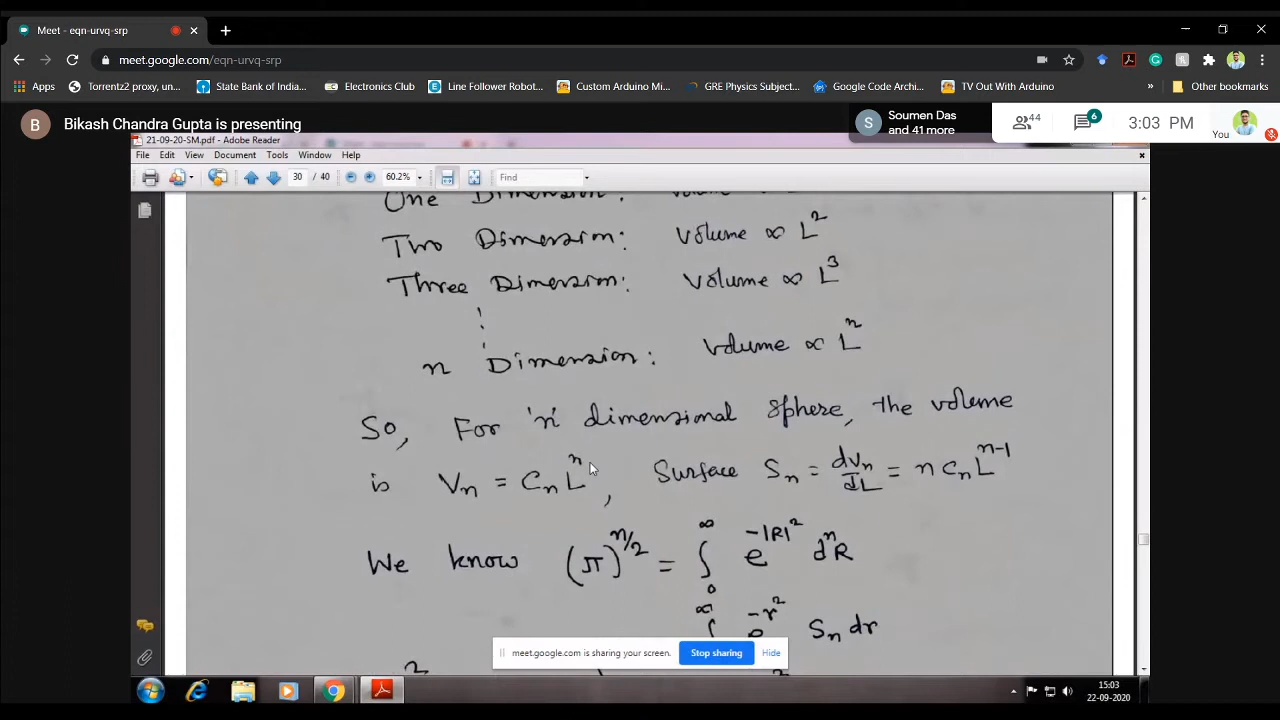 Meet - eqn-urvq-srp
meet.google.com/eqn-urvq-srp
Apps Torrentz2 proxy, un... State Bank of India... Electronics Club Line Follower Robot... Custom Arduino Mi... GRE Physics Subject... Google Code Archi... TV Out With Arduino » Other bookmarks
B Bikash Chandra Gupta is presenting
S Soumen Das and 41 more
44 6 3:03 PM
You
21-09-20-SM.pdf - Adobe Reader
File Edit View Document Tools Window Help
30 / 40 60.2% Find
One Dimension:
Two Dimension: Volume ∝ L²
Three Dimension: Volume ∝ L³
n Dimension: Volume ∝ Lⁿ
So, For 'n' dimensional sphere, the volume
is Vn = Cn Lⁿ, Surface Sn = dVn/dL = n Cn Lⁿ⁻¹
We know (π)^n/2 = ∫₀^∞ e^-|R|² dⁿR
∫ e^-r² Sn dr
meet.google.com is sharing your screen. Stop sharing Hide
15:03
22-09-2020